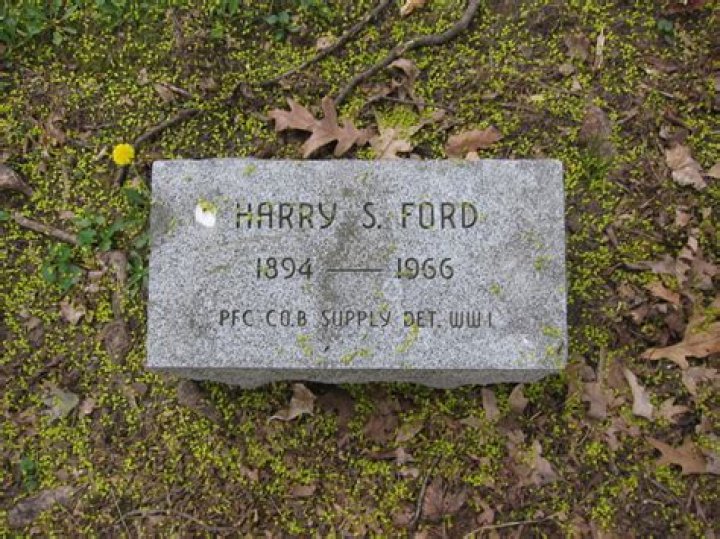 HARRY S. FORD
1894 — 1966
PFC CO.B SUPPLY DET. WW I